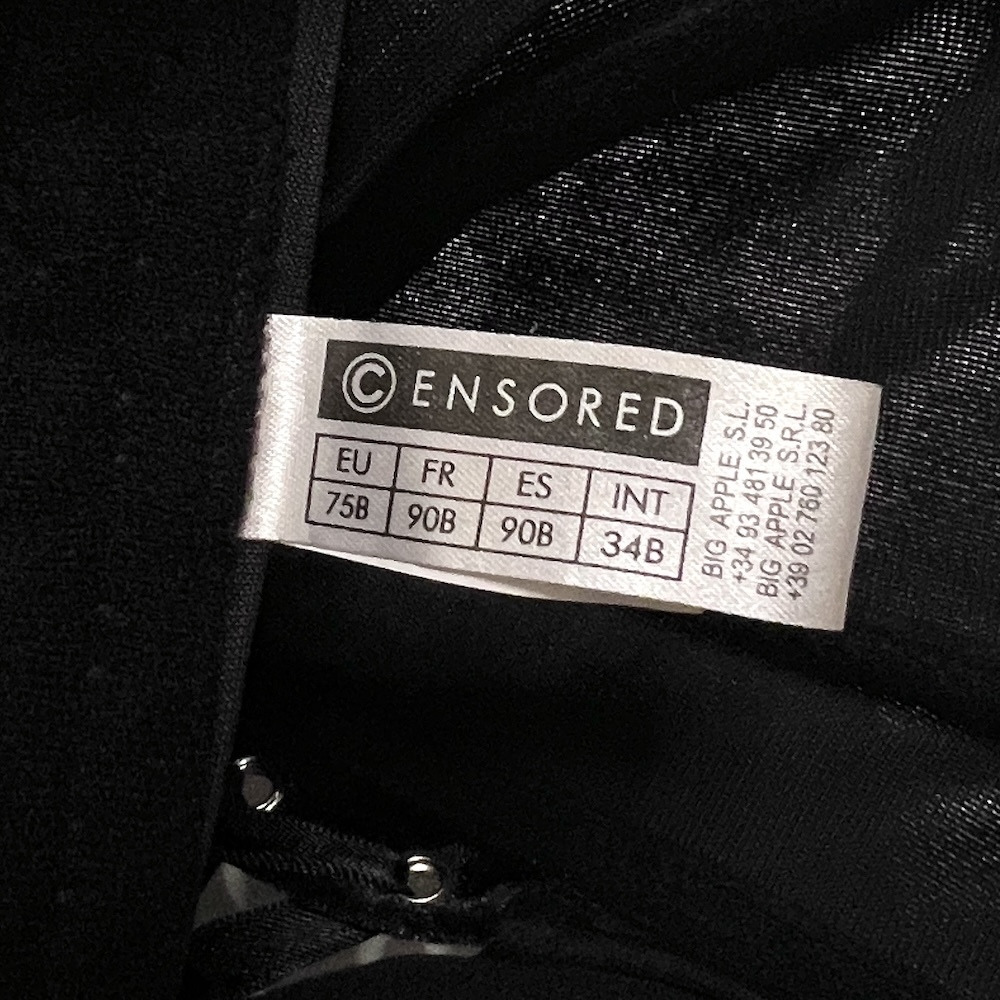 ©ENSORED
EU FR ES INT
75B 90B 90B 34B
BIG APPLE S.L.
+34 93 481 39 50
BIG APPLE S.R.L.
+39 02 760 123 80